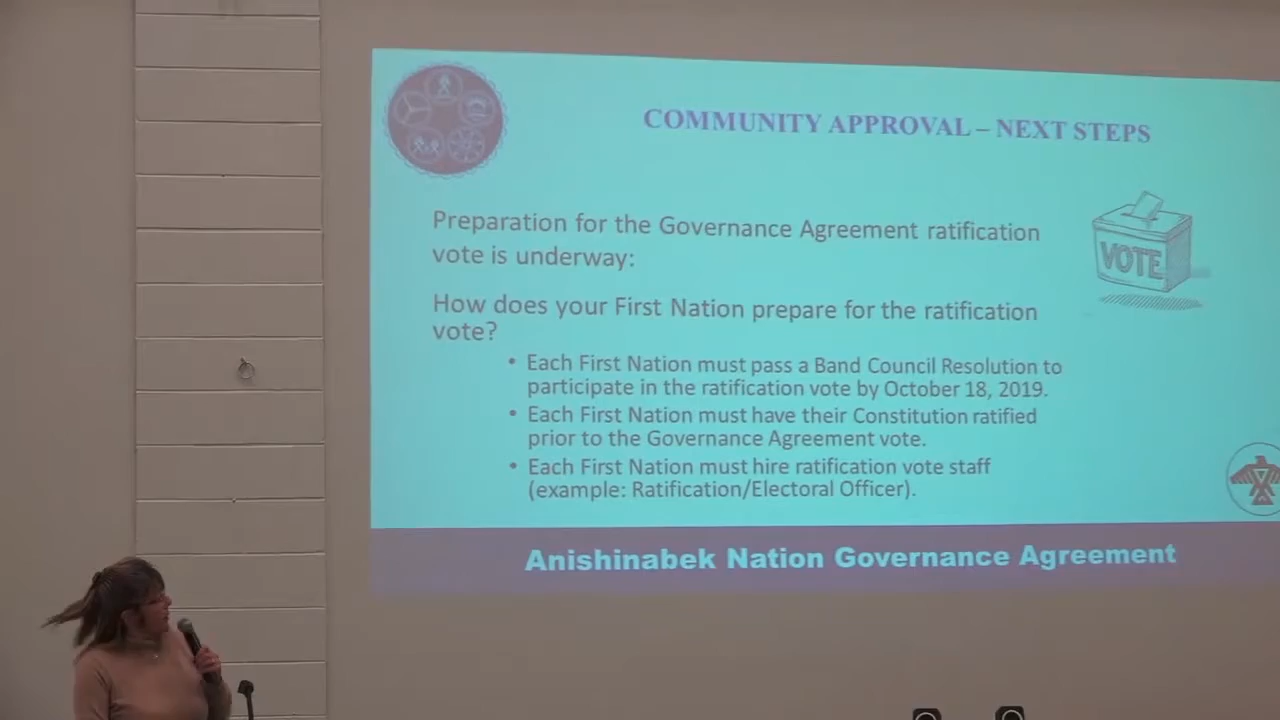 COMMUNITY APPROVAL – NEXT STEPS
Preparation for the Governance Agreement ratification
vote is underway:
VOTE
How does your First Nation prepare for the ratification
vote?
• Each First Nation must pass a Band Council Resolution to
participate in the ratification vote by October 18, 2019.
• Each First Nation must have their Constitution ratified
prior to the Governance Agreement vote.
• Each First Nation must hire ratification vote staff
(example: Ratification/Electoral Officer).
Anishinabek Nation Governance Agreement